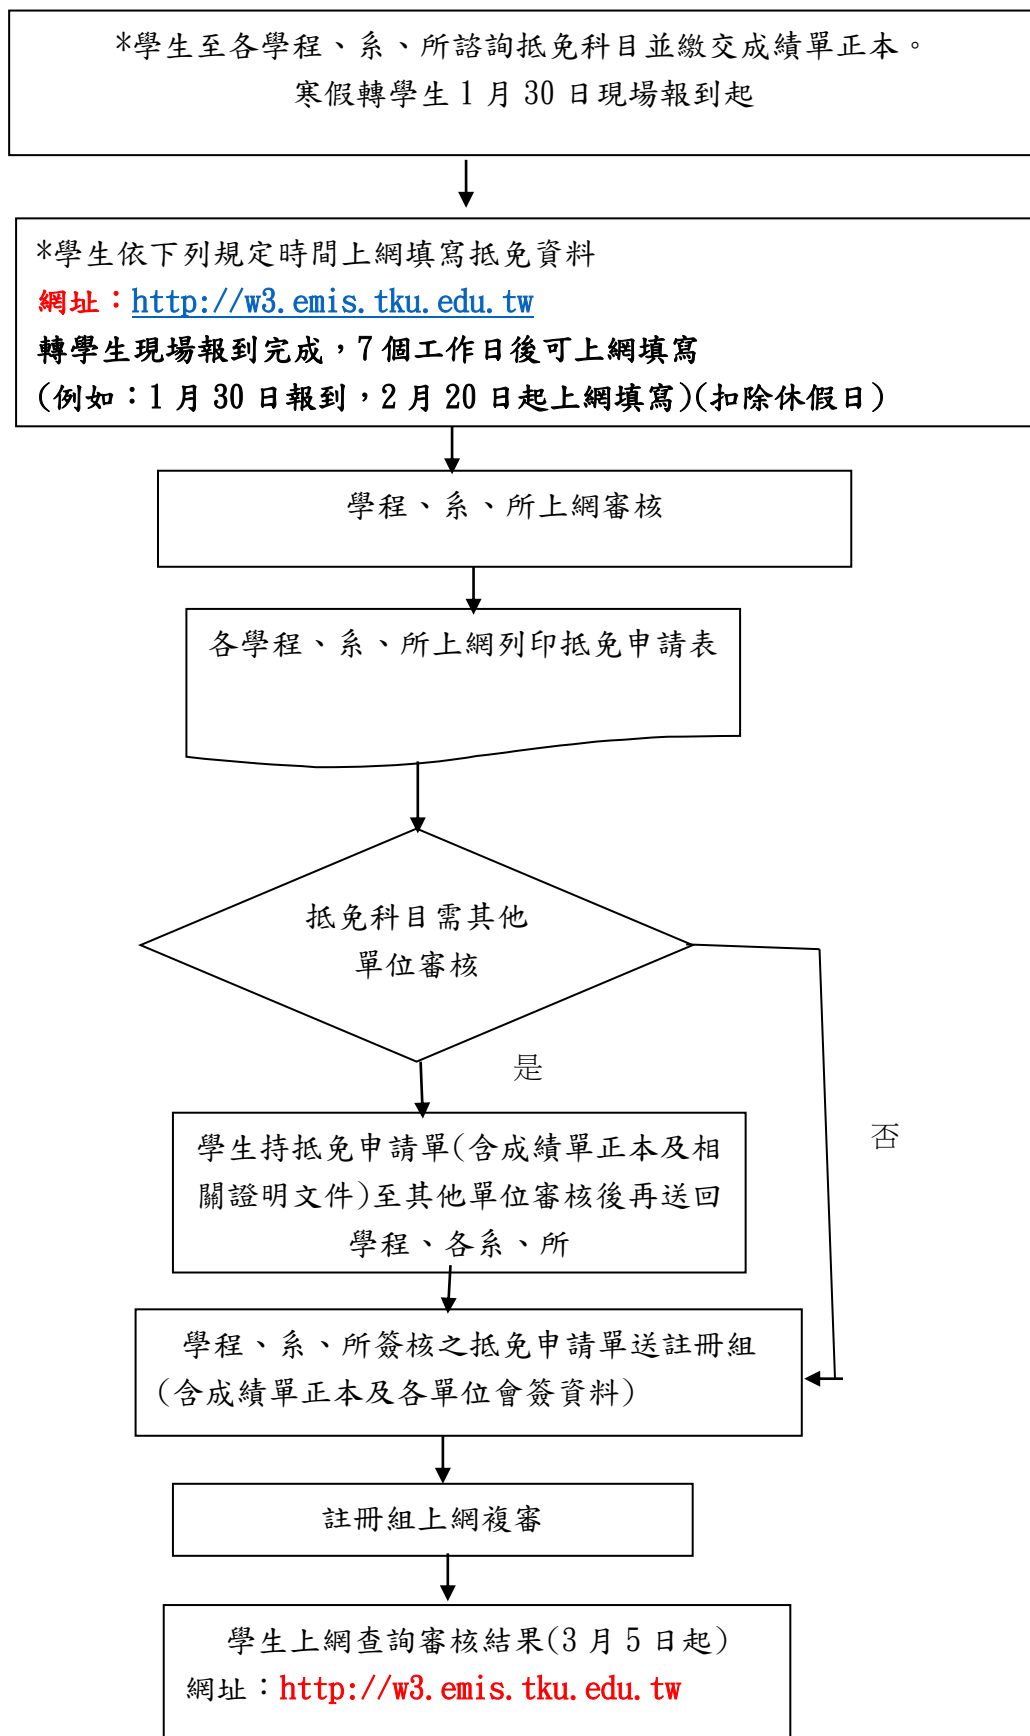 *學生至各學程、系、所諮詢抵免科目並繳交成績單正本。
寒假轉學生 1 月 30 日現場報到起
*學生依下列規定時間上網填寫抵免資料
網址：http://w3.emis.tku.edu.tw
轉學生現場報到完成，7 個工作日後可上網填寫
(例如：1 月 30 日報到，2 月 20 日起上網填寫)(扣除休假日)
學程、系、所上網審核
各學程、系、所上網列印抵免申請表
抵免科目需其他
單位審核
是
否
學生持抵免申請單(含成績單正本及相
關證明文件)至其他單位審核後再送回
學程、各系、所
學程、系、所簽核之抵免申請單送註冊組
(含成績單正本及各單位會簽資料)
註冊組上網複審
學生上網查詢審核結果(3 月 5 日起)
網址：http://w3.emis.tku.edu.tw